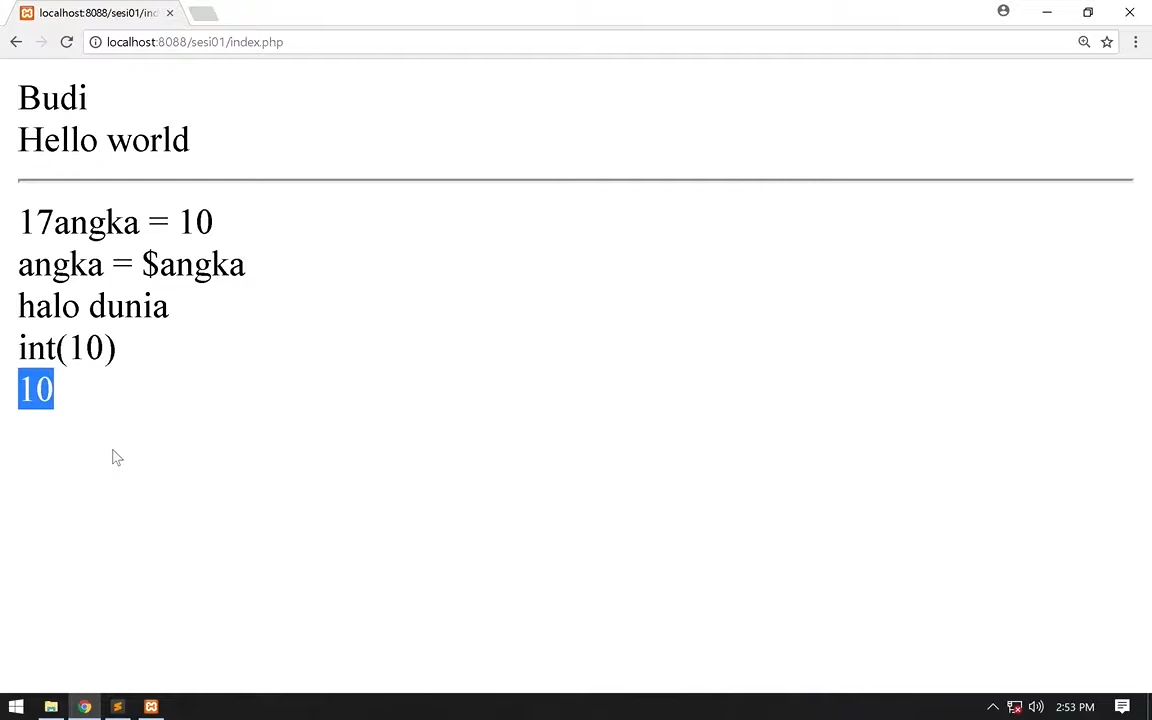 localhost:8088/sesi01/ind
localhost:8088/sesi01/index.php
Budi
Hello world
17angka = 10
angka = $angka
halo dunia
int(10)
10
2:53 PM